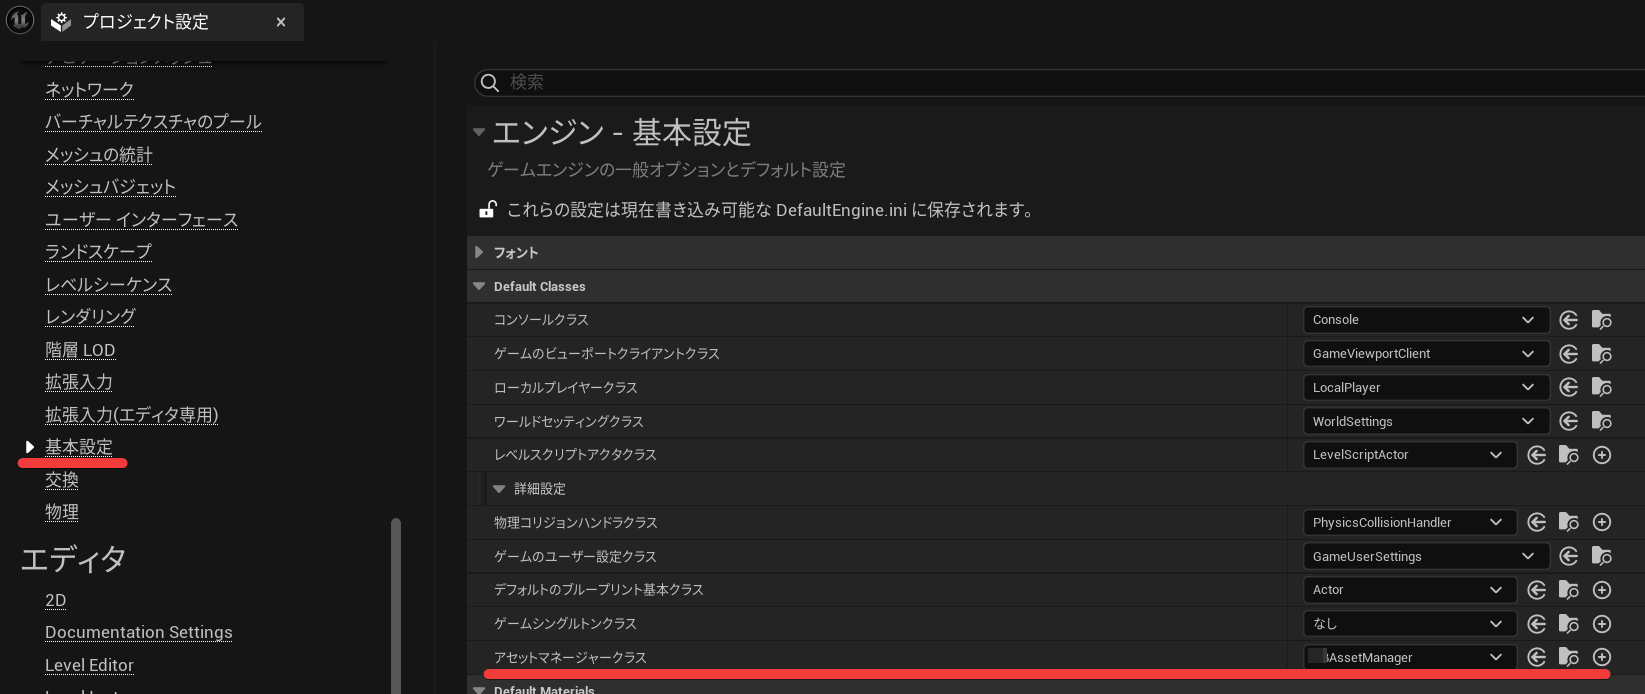 プロジェクト設定
ネットワーク
バーチャルテクスチャのプール
メッシュの統計
メッシュバジェット
ユーザー インターフェース
ランドスケープ
レベルシーケンス
レンダリング
階層 LOD
拡張入力
拡張入力(エディタ専用)
基本設定
交換
物理
エディタ
2D
Documentation Settings
Level Editor
検索
エンジン - 基本設定
ゲームエンジンの一般オプションとデフォルト設定
これらの設定は現在書き込み可能な DefaultEngine.ini に保存されます。
フォント
Default Classes
コンソールクラス Console
ゲームのビューポートクライアントクラス GameViewportClient
ローカルプレイヤークラス LocalPlayer
ワールドセッティングクラス WorldSettings
レベルスクリプトアクタクラス LevelScriptActor
詳細設定
物理コリジョンハンドラクラス PhysicsCollisionHandler
ゲームのユーザー設定クラス GameUserSettings
デフォルトのブループリント基本クラス Actor
ゲームシングルトンクラス なし
アセットマネージャークラス AssetManager
Default Materials